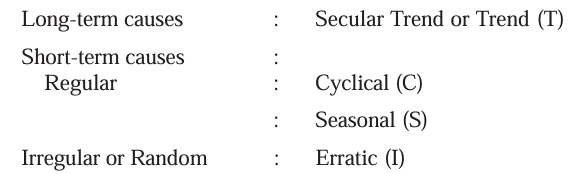 Long-term causes : Secular Trend or Trend (T)
Short-term causes :
Regular : Cyclical (C)
: Seasonal (S)
Irregular or Random : Erratic (I)